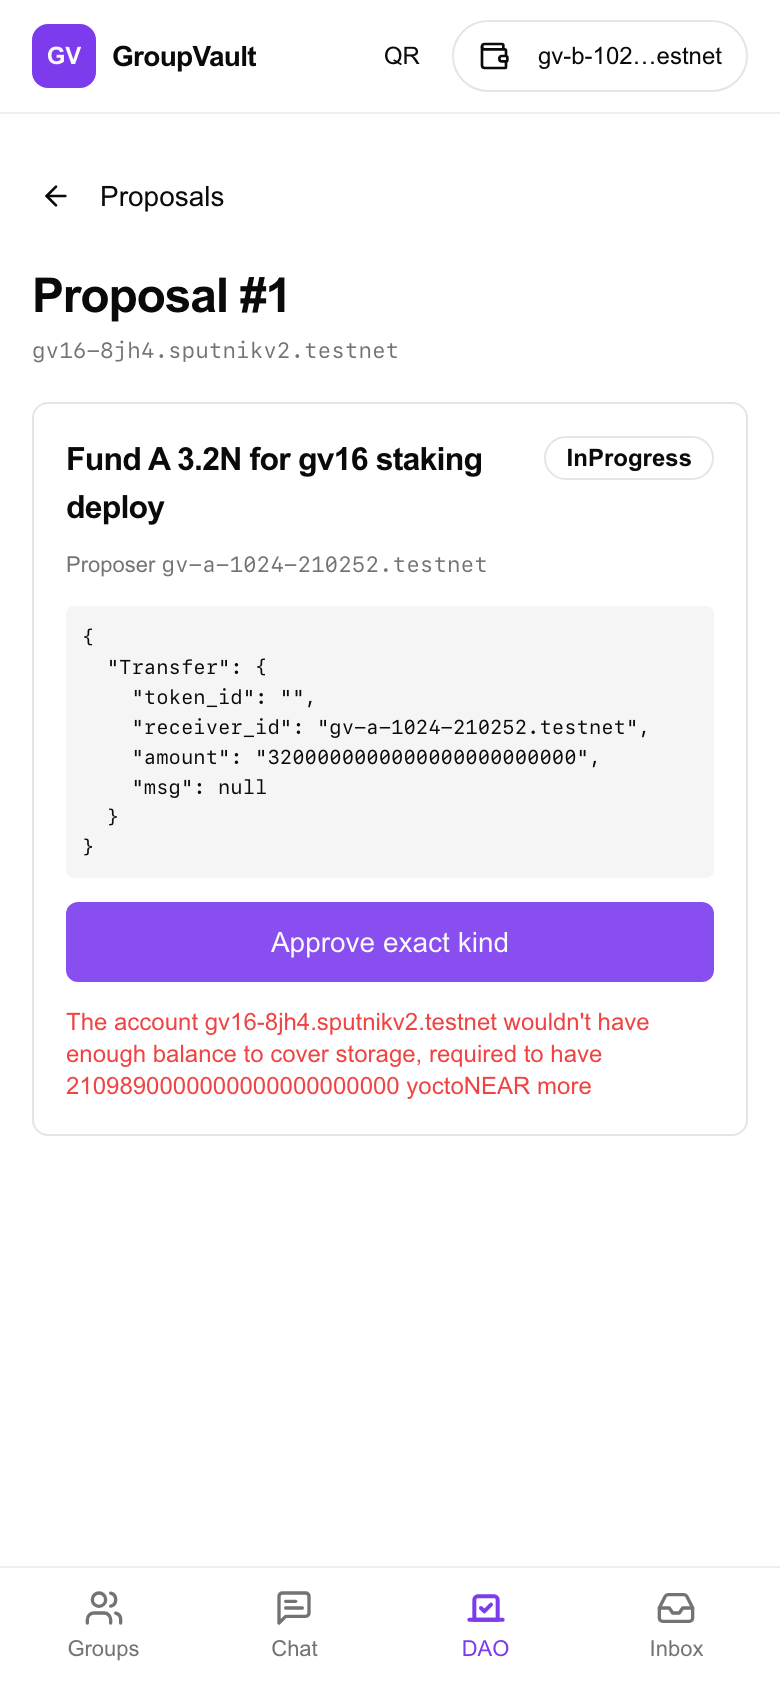 GV GroupVault QR gv-b-102...estnet
Proposals
Proposal #1
gv16-8jh4.sputnikv2.testnet
Fund A 3.2N for gv16 staking InProgress
deploy
Proposer gv-a-1024-210252.testnet
{
"Transfer": {
"token_id": "",
"receiver_id": "gv-a-1024-210252.testnet",
"amount": "3200000000000000000000000",
"msg": null
}
}
Approve exact kind
The account gv16-8jh4.sputnikv2.testnet wouldn't have
enough balance to cover storage, required to have
2109890000000000000000000 yoctoNEAR more
Groups Chat DAO Inbox